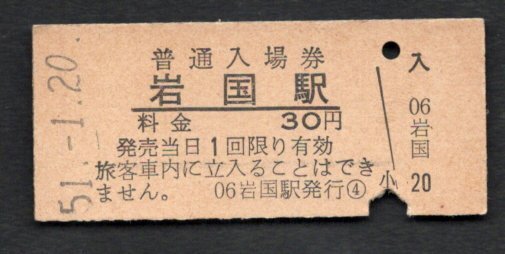 51.-1.20.
普通入場券
岩国駅
料金 30円
発売当日1回限り有効
旅客車内に立入ることはでき
ません。 06岩国駅発行④
小
入
06
岩国
20